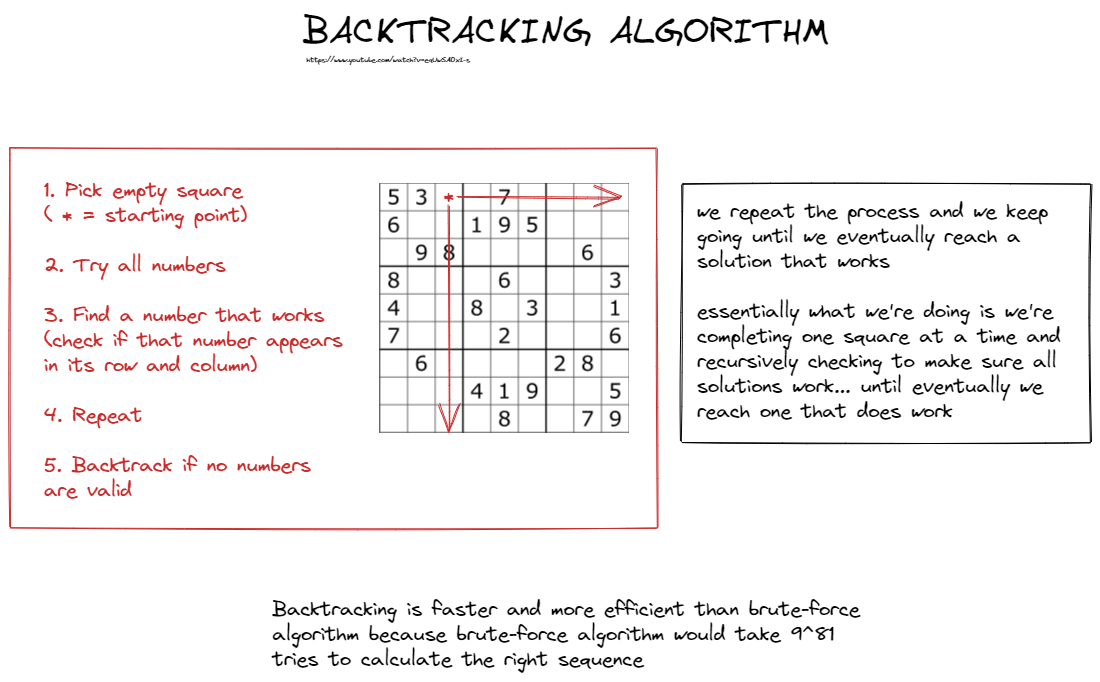 BACKTRACKING ALGORITHM
1. Pick empty square
( * = starting point)
2. Try all numbers
3. Find a number that works
(check if that number appears
in its row and column)
4. Repeat
5. Backtrack if no numbers
are valid
5 3 * 7
6 1 9 5
9 8 6
8 6 3
4 8 3 1
7 2 6
6 2 8
4 1 9 5
8 7 9
we repeat the process and we keep
going until we eventually reach a
solution that works
essentially what we're doing is we're
completing one square at a time and
recursively checking to make sure all
solutions work... until eventually we
reach one that does work
Backtracking is faster and more efficient than brute-force
algorithm because brute-force algorithm would take 9^81
tries to calculate the right sequence